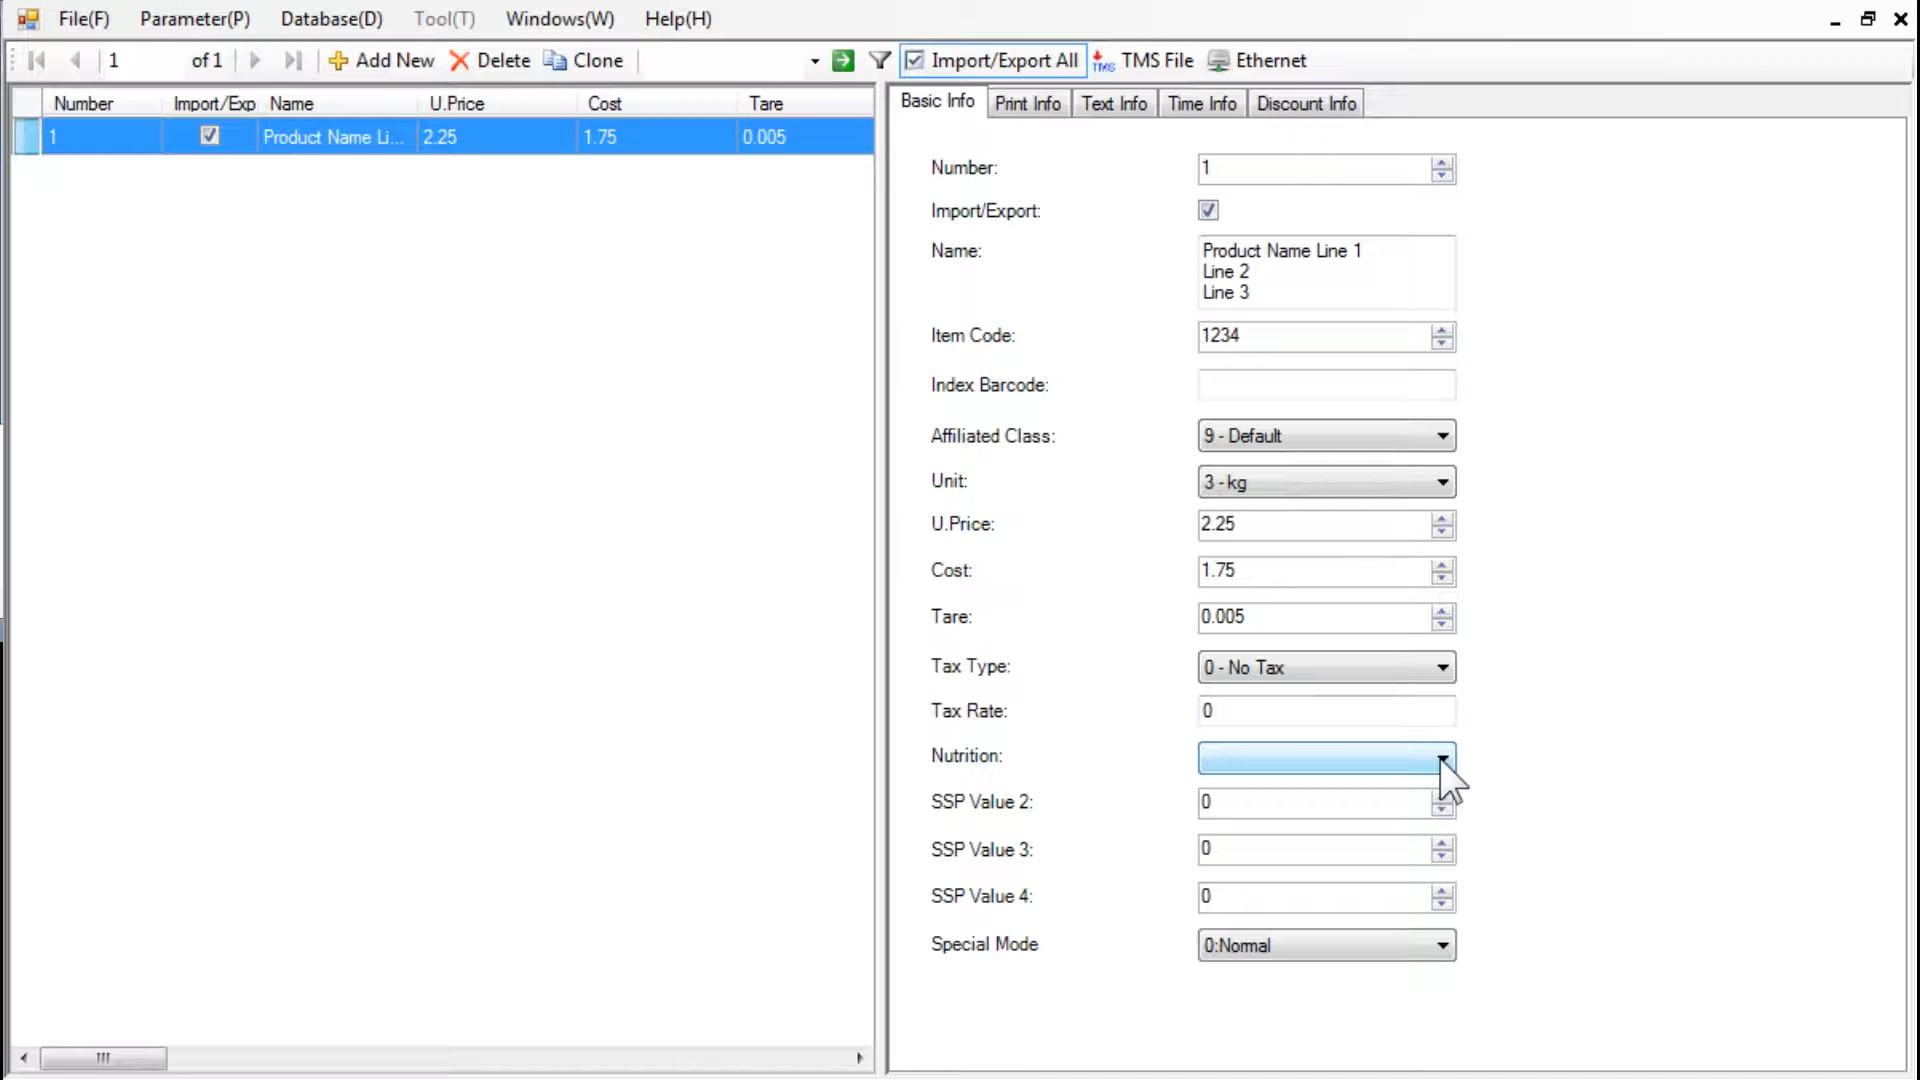 File(F) Parameter(P) Database(D) Tool(T) Windows(W) Help(H)
1 of 1 Add New Delete Clone Import/Export All TMS TMS File Ethernet
Number Import/Exp Name U.Price Cost Tare
1 Product Name Li... 2.25 1.75 0.005
Basic Info Print Info Text Info Time Info Discount Info
Number: 1
Import/Export:
Name: Product Name Line 1
Line 2
Line 3
Item Code: 1234
Index Barcode:
Affiliated Class: 9 - Default
Unit: 3 - kg
U.Price: 2.25
Cost: 1.75
Tare: 0.005
Tax Type: 0 - No Tax
Tax Rate: 0
Nutrition:
SSP Value 2: 0
SSP Value 3: 0
SSP Value 4: 0
Special Mode 0:Normal